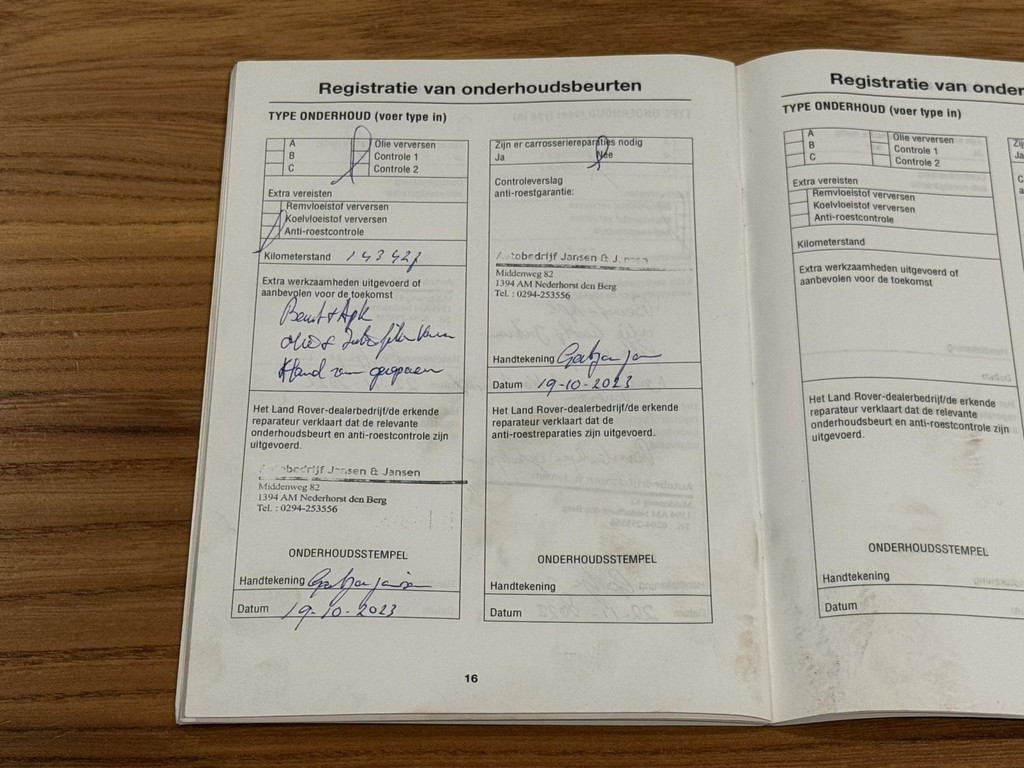 Registratie van onderhoudsbeurten
TYPE ONDERHOUD (voer type in)
A
B
C
Olie verversen
Controle 1
Controle 2
Extra vereisten
Remvloeistof verversen
Koelvloeistof verversen
Anti-roestcontrole
Kilometerstand
Extra werkzaamheden uitgevoerd of
aanbevolen voor de toekomst
Beurt + Apk
Hand rem
Het Land Rover-dealerbedrijf/de erkende
reparateur verklaart dat de relevante
onderhoudsbeurt en anti-roestcontrole zijn
uitgevoerd.
Autobedrijf Jansen & Jansen
Middenweg 82
1394 AM Nederhorst den Berg
Tel. : 0294-253556
ONDERHOUDSSTEMPEL
Handtekening
Datum 19-10-2023
Zijn er carrosseriereparaties nodig
Ja Nee
Controleverslag
anti-roestgarantie:
Autobedrijf Jansen & Jansen
Middenweg 82
1394 AM Nederhorst den Berg
Tel. : 0294-253556
Handtekening
Datum 19-10-2023
Het Land Rover-dealerbedrijf/de erkende
reparateur verklaart dat de
anti-roestreparaties zijn uitgevoerd.
ONDERHOUDSSTEMPEL
Handtekening
Datum
16
Registratie van onder
TYPE ONDERHOUD (voer type in)
A
B
C
Olie verversen
Controle 1
Controle 2
Extra vereisten
Remvloeistof verversen
Koelvloeistof verversen
Anti-roestcontrole
Kilometerstand
Extra werkzaamheden uitgevoerd of
aanbevolen voor de toekomst
Het Land Rover-dealerbedrijf/de erkende
reparateur verklaart dat de relevante
onderhoudsbeurt en anti-roestcontrole zijn
uitgevoerd.
ONDERHOUDSSTEMPEL
Handtekening
Datum